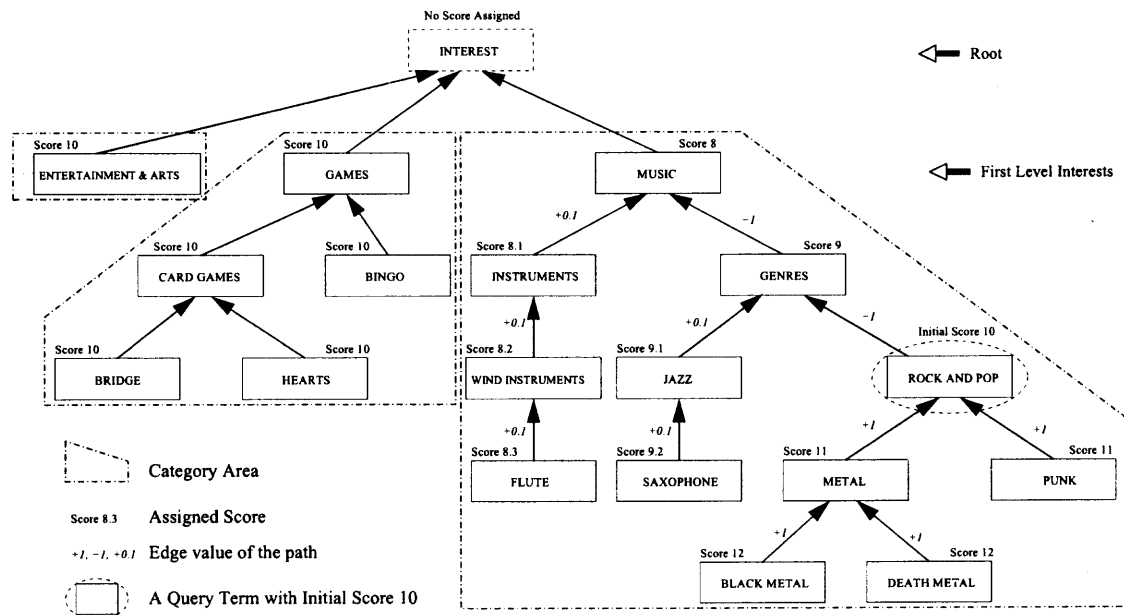 No Score Assigned
INTEREST
Root
Score 10
ENTERTAINMENT & ARTS
Score 10
GAMES
Score 8
MUSIC
First Level Interests
+0.1
−1
Score 10
CARD GAMES
Score 10
BINGO
Score 8.1
INSTRUMENTS
Score 9
GENRES
+0.1
+0.1
−1
Initial Score 10
Score 10
BRIDGE
Score 10
HEARTS
Score 8.2
WIND INSTRUMENTS
Score 9.1
JAZZ
ROCK AND POP
+0.1
+0.1
+1
+1
Score 8.3
FLUTE
Score 9.2
SAXOPHONE
Score 11
METAL
Score 11
PUNK
+1
+1
Score 12
BLACK METAL
Score 12
DEATH METAL
Category Area
Score 8.3 Assigned Score
+1, −1, +0.1 Edge value of the path
A Query Term with Initial Score 10